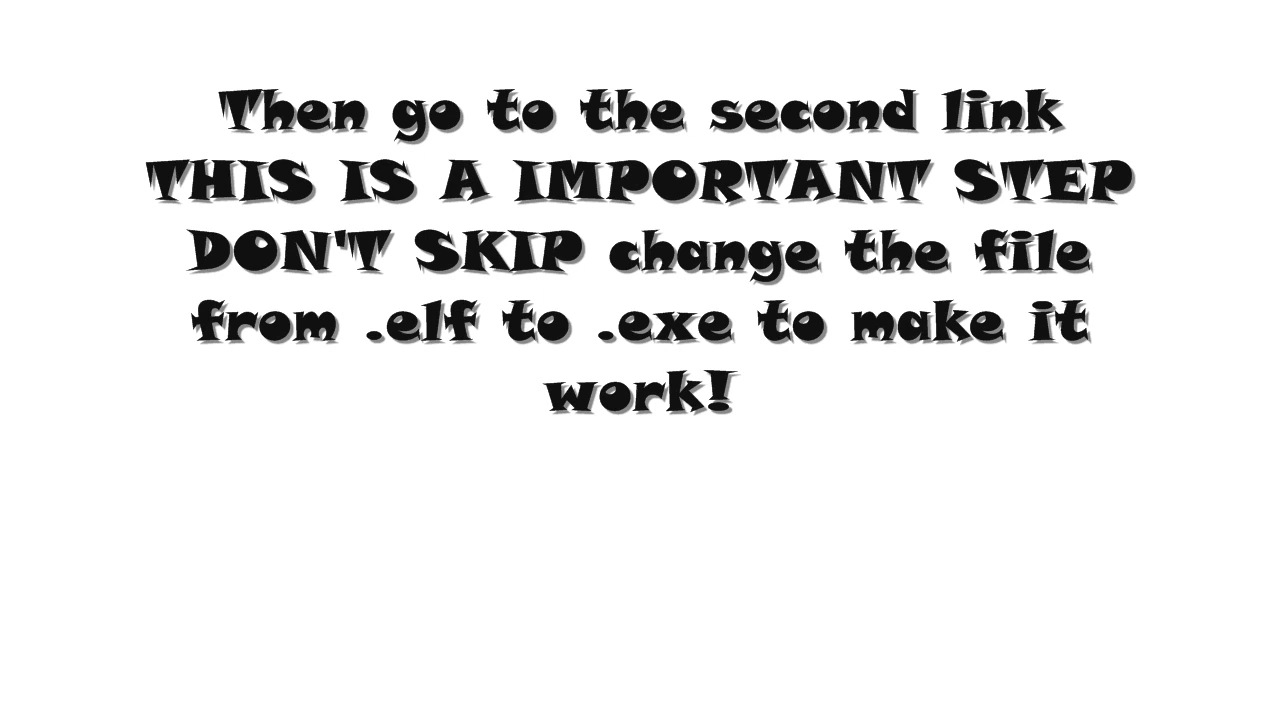 Then go to the second link
THIS IS A IMPORTANT STEP
DON'T SKIP change the file
from .elf to .exe to make it
work!